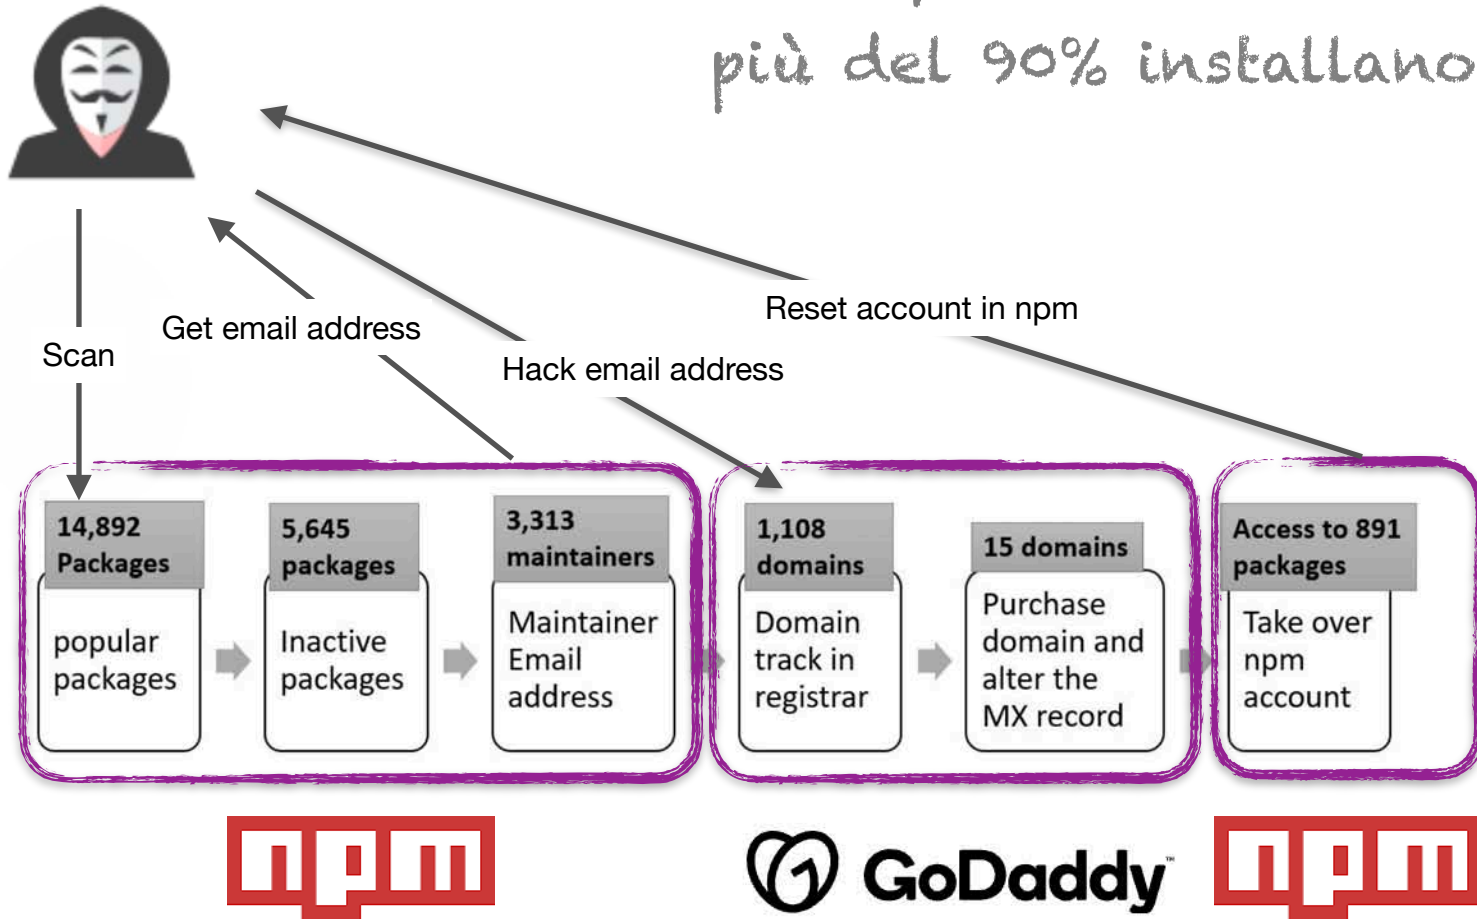 più del 90% installano
Reset account in npm
Get email address
Scan
Hack email address
14,892
Packages
popular
packages
5,645
packages
Inactive
packages
3,313
maintainers
Maintainer
Email
address
1,108
domains
Domain
track in
registrar
15 domains
Purchase
domain and
alter the
MX record
Access to 891
packages
Take over
npm
account
npm
GoDaddy™
npm